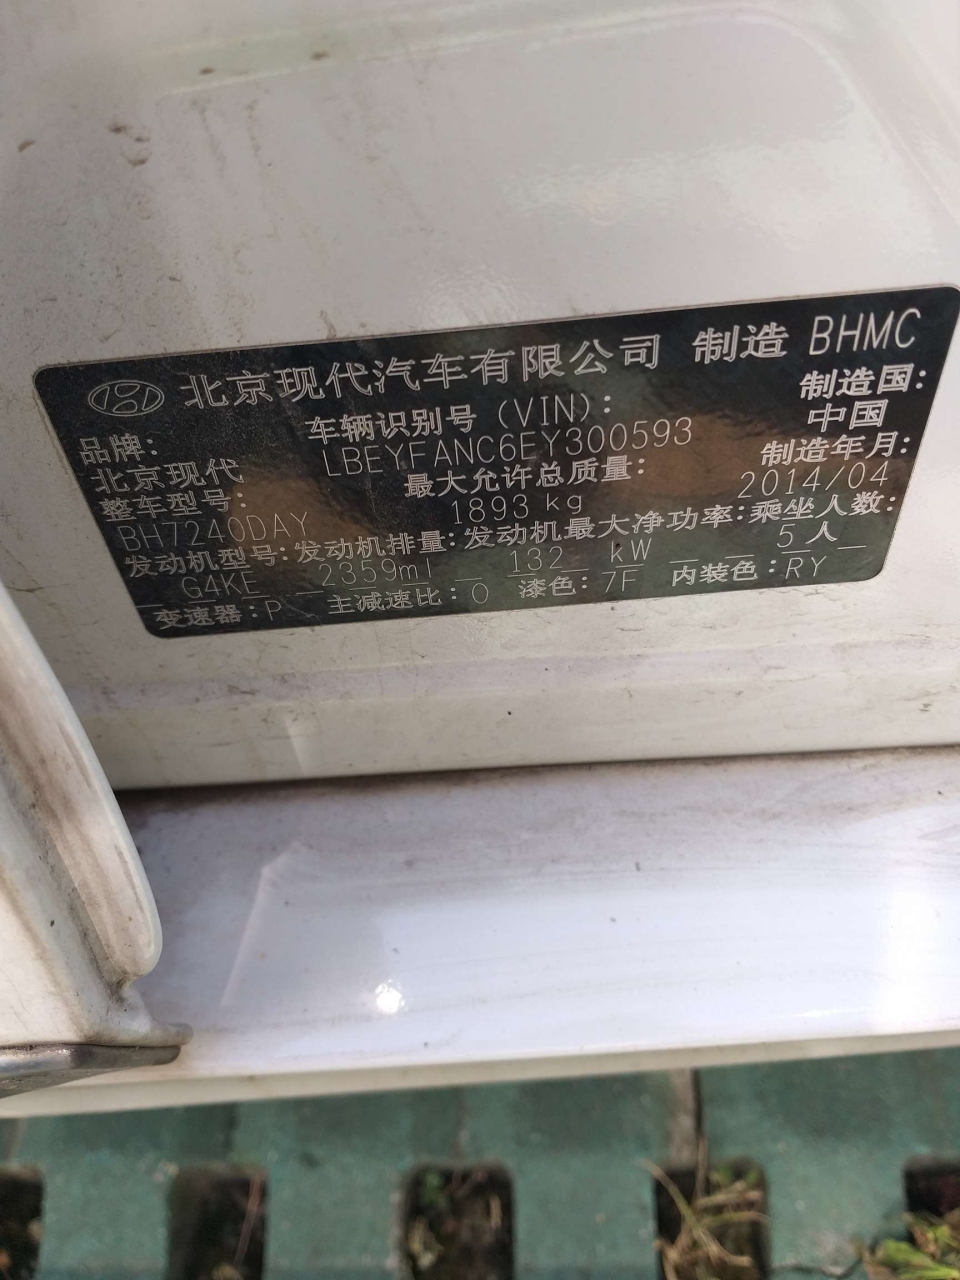 北京现代汽车有限公司 制造 BHMC
品牌: 车辆识别号 (VIN): 制造国:
北京现代 LBEYFANC6EY300593 中国
整车型号: 最大允许总质量: 制造年月:
BH7240DAY 1893 kg 2014/04
发动机型号: 发动机排量: 发动机最大净功率: 乘坐人数:
G4KE 2359ml 132 kW 5 人
变速器: P 主减速比: O 漆色: 7F 内装色: RY